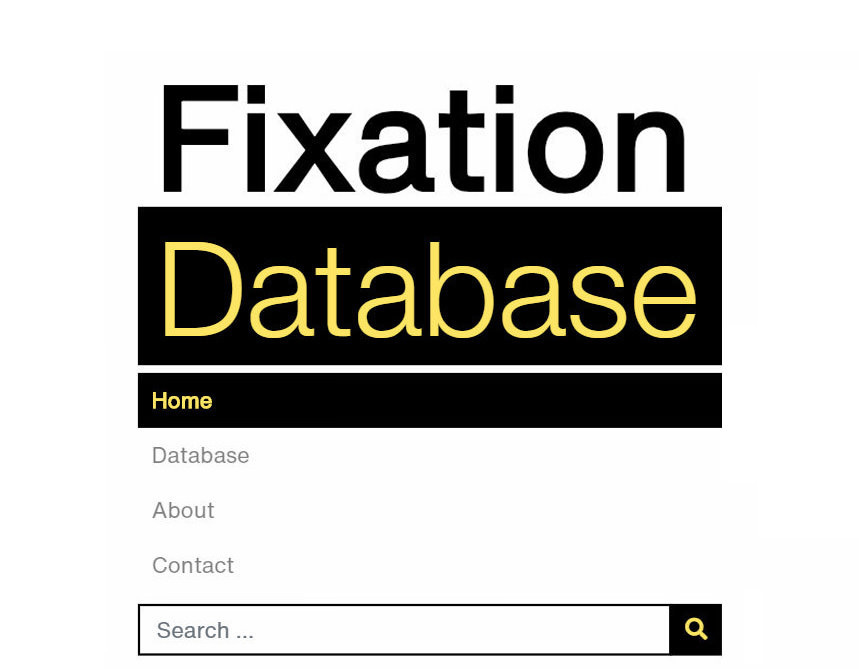 Fixation
Database
Home
Database
About
Contact
Search ...